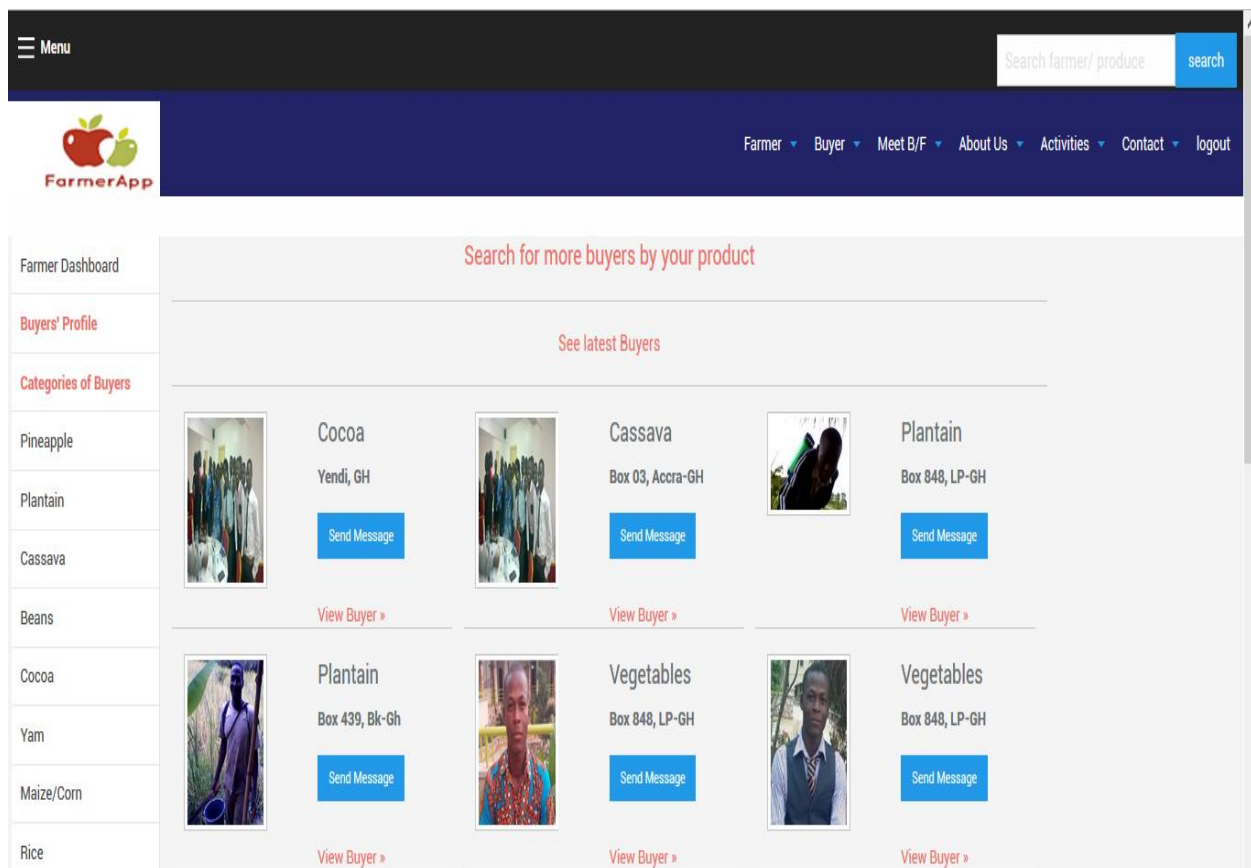 Menu
Search farmer/ produce
search
FarmerApp
Farmer Buyer Meet B/F About Us Activities Contact logout
Farmer Dashboard
Buyers' Profile
Categories of Buyers
Pineapple
Plantain
Cassava
Beans
Cocoa
Yam
Maize/Corn
Rice
Search for more buyers by your product
See latest Buyers
Cocoa
Yendi, GH
Send Message
View Buyer »
Cassava
Box 03, Accra-GH
Send Message
View Buyer »
Plantain
Box 848, LP-GH
Send Message
View Buyer »
Plantain
Box 439, Bk-Gh
Send Message
View Buyer »
Vegetables
Box 848, LP-GH
Send Message
View Buyer »
Vegetables
Box 848, LP-GH
Send Message
View Buyer »